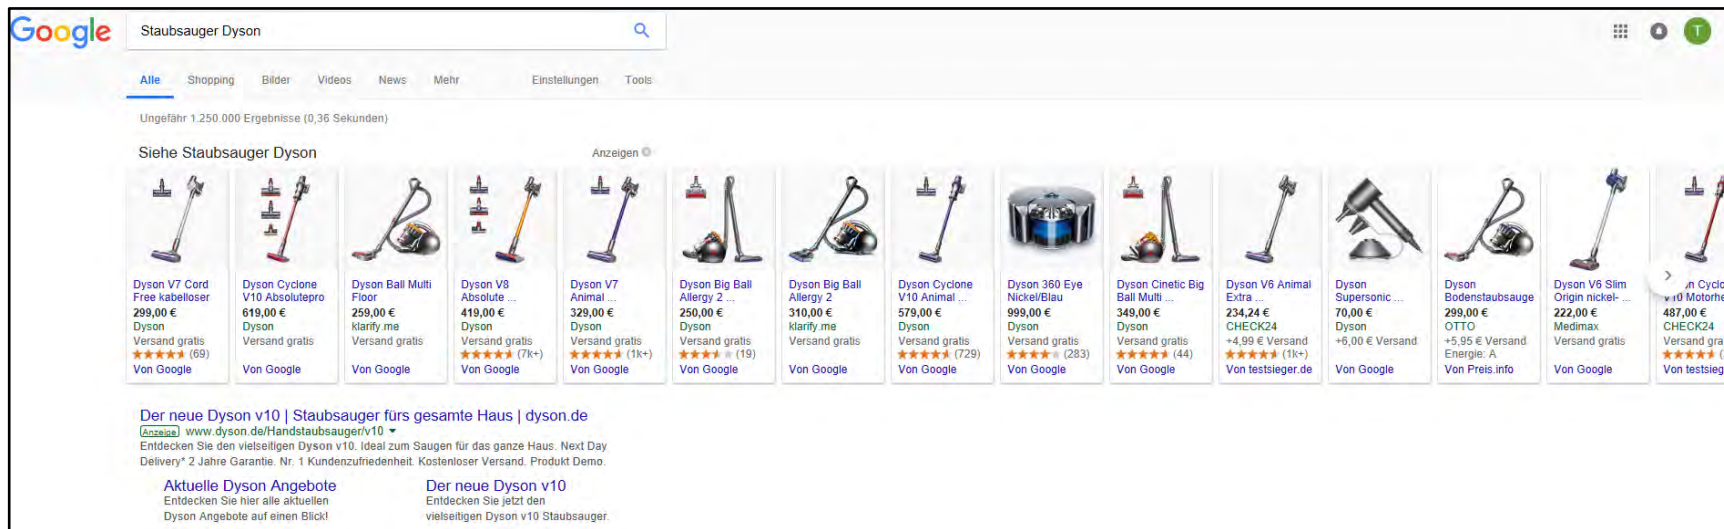 Google
Staubsauger Dyson
T
Alle Shopping Bilder Videos News Mehr Einstellungen Tools
Ungefähr 1.250.000 Ergebnisse (0,36 Sekunden)
Siehe Staubsauger Dyson
Anzeigen
Dyson V7 Cord
Free kabelloser
299,00 €
Dyson
Versand gratis
(69)
Von Google
Dyson Cyclone
V10 Absolutepro
619,00 €
Dyson
Versand gratis
Von Google
Dyson Ball Multi
Floor
259,00 €
klarify.me
Versand gratis
Von Google
Dyson V8
Absolute ...
419,00 €
Dyson
Versand gratis
(7k+)
Von Google
Dyson V7
Animal ...
329,00 €
Dyson
Versand gratis
(1k+)
Von Google
Dyson Big Ball
Allergy 2 ...
250,00 €
Dyson
Versand gratis
(19)
Von Google
Dyson Big Ball
Allergy 2
310,00 €
klarify.me
Versand gratis
Von Google
Dyson Cyclone
V10 Animal ...
579,00 €
Dyson
Versand gratis
(729)
Von Google
Dyson 360 Eye
Nickel/Blau
999,00 €
Dyson
Versand gratis
(283)
Von Google
Dyson Cinetic Big
Ball Multi ...
349,00 €
Dyson
Versand gratis
(44)
Von Google
Dyson V6 Animal
Extra ...
234,24 €
CHECK24
+4,99 € Versand
(1k+)
Von testsieger.de
Dyson
Supersonic ...
70,00 €
Dyson
+6,00 € Versand
Von Google
Dyson
Bodenstaubsauge
299,00 €
OTTO
+5,95 € Versand
Energie: A
Von Preis.info
Dyson V6 Slim
Origin nickel- ...
222,00 €
Medimax
Versand gratis
Von Google
n Cyclo
V10 Motorhe
487,00 €
CHECK24
Versand gra
Von testsieg
Der neue Dyson v10 | Staubsauger fürs gesamte Haus | dyson.de
Anzeige www.dyson.de/Handstaubsauger/v10
Entdecken Sie den vielseitigen Dyson v10. Ideal zum Saugen für das ganze Haus. Next Day
Delivery* 2 Jahre Garantie. Nr. 1 Kundenzufriedenheit. Kostenloser Versand. Produkt Demo.
Aktuelle Dyson Angebote
Entdecken Sie hier alle aktuellen
Dyson Angebote auf einen Blick!
Der neue Dyson v10
Entdecken Sie jetzt den
vielseitigen Dyson v10 Staubsauger.